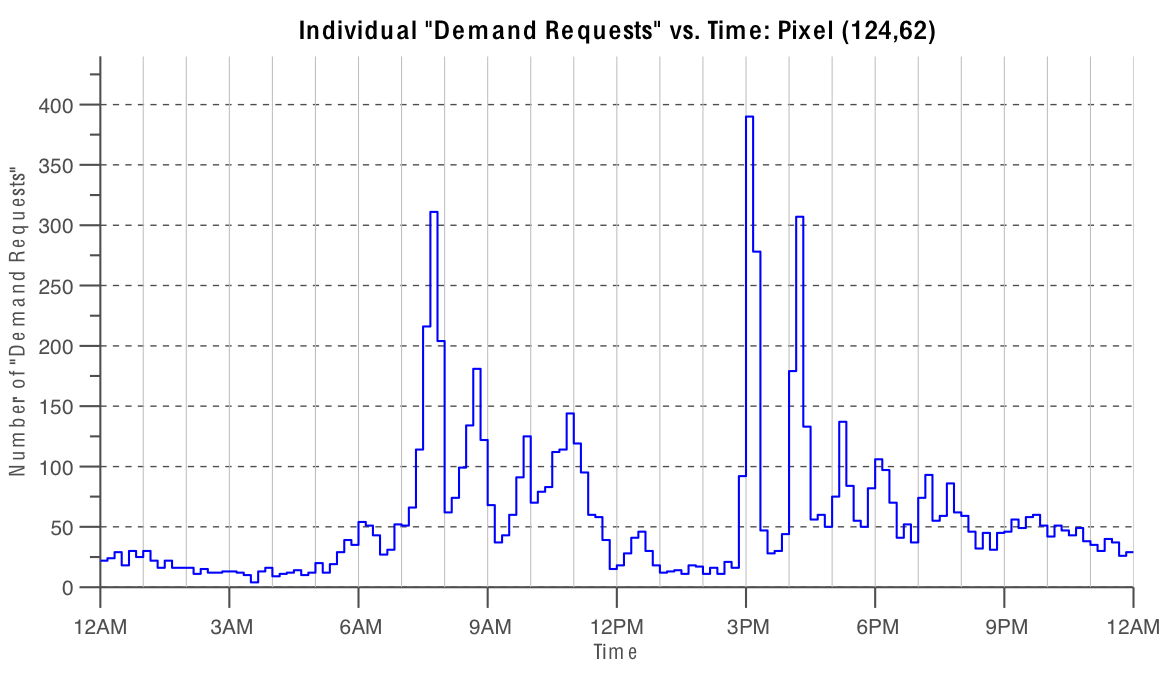 Individual "Demand Requests" vs. Time: Pixel (124,62)
Number of "Demand Requests"
400
350
300
250
200
150
100
50
0
12AM 3AM 6AM 9AM 12PM 3PM 6PM 9PM 12AM
Time